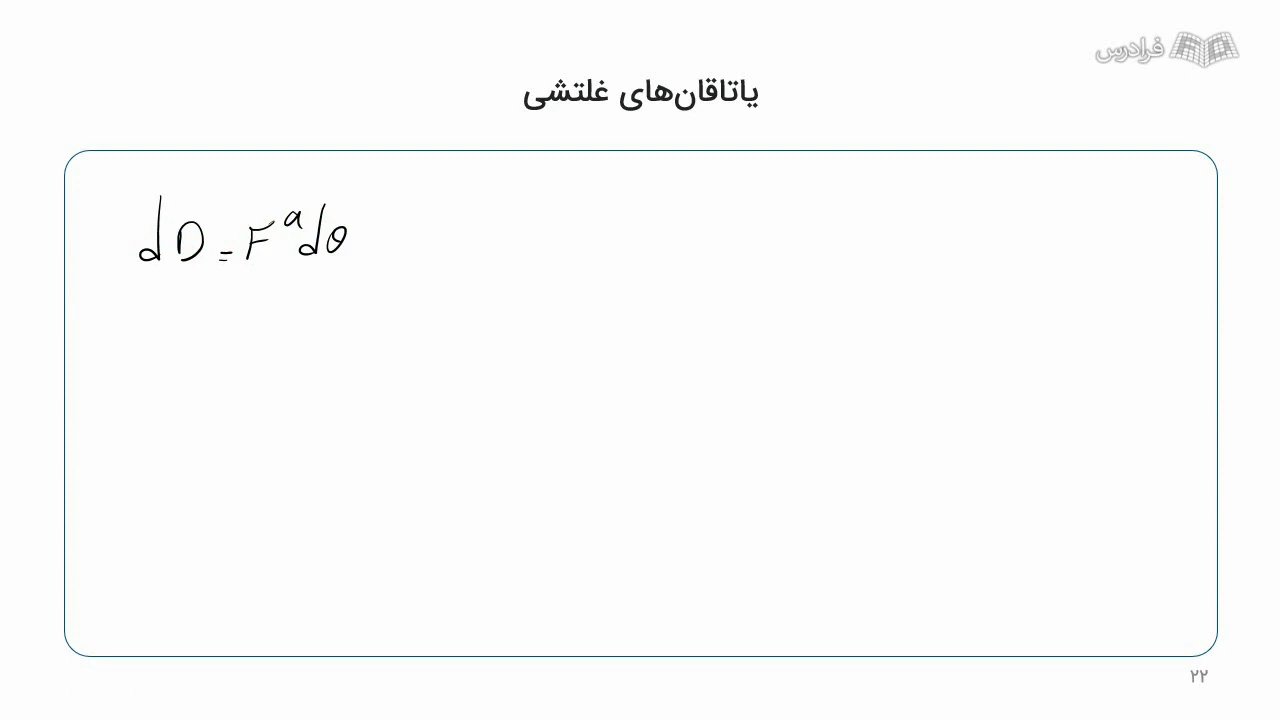 فرادرس
یاتاقان‌های غلتشی
dD = F^a dθ
۲۲